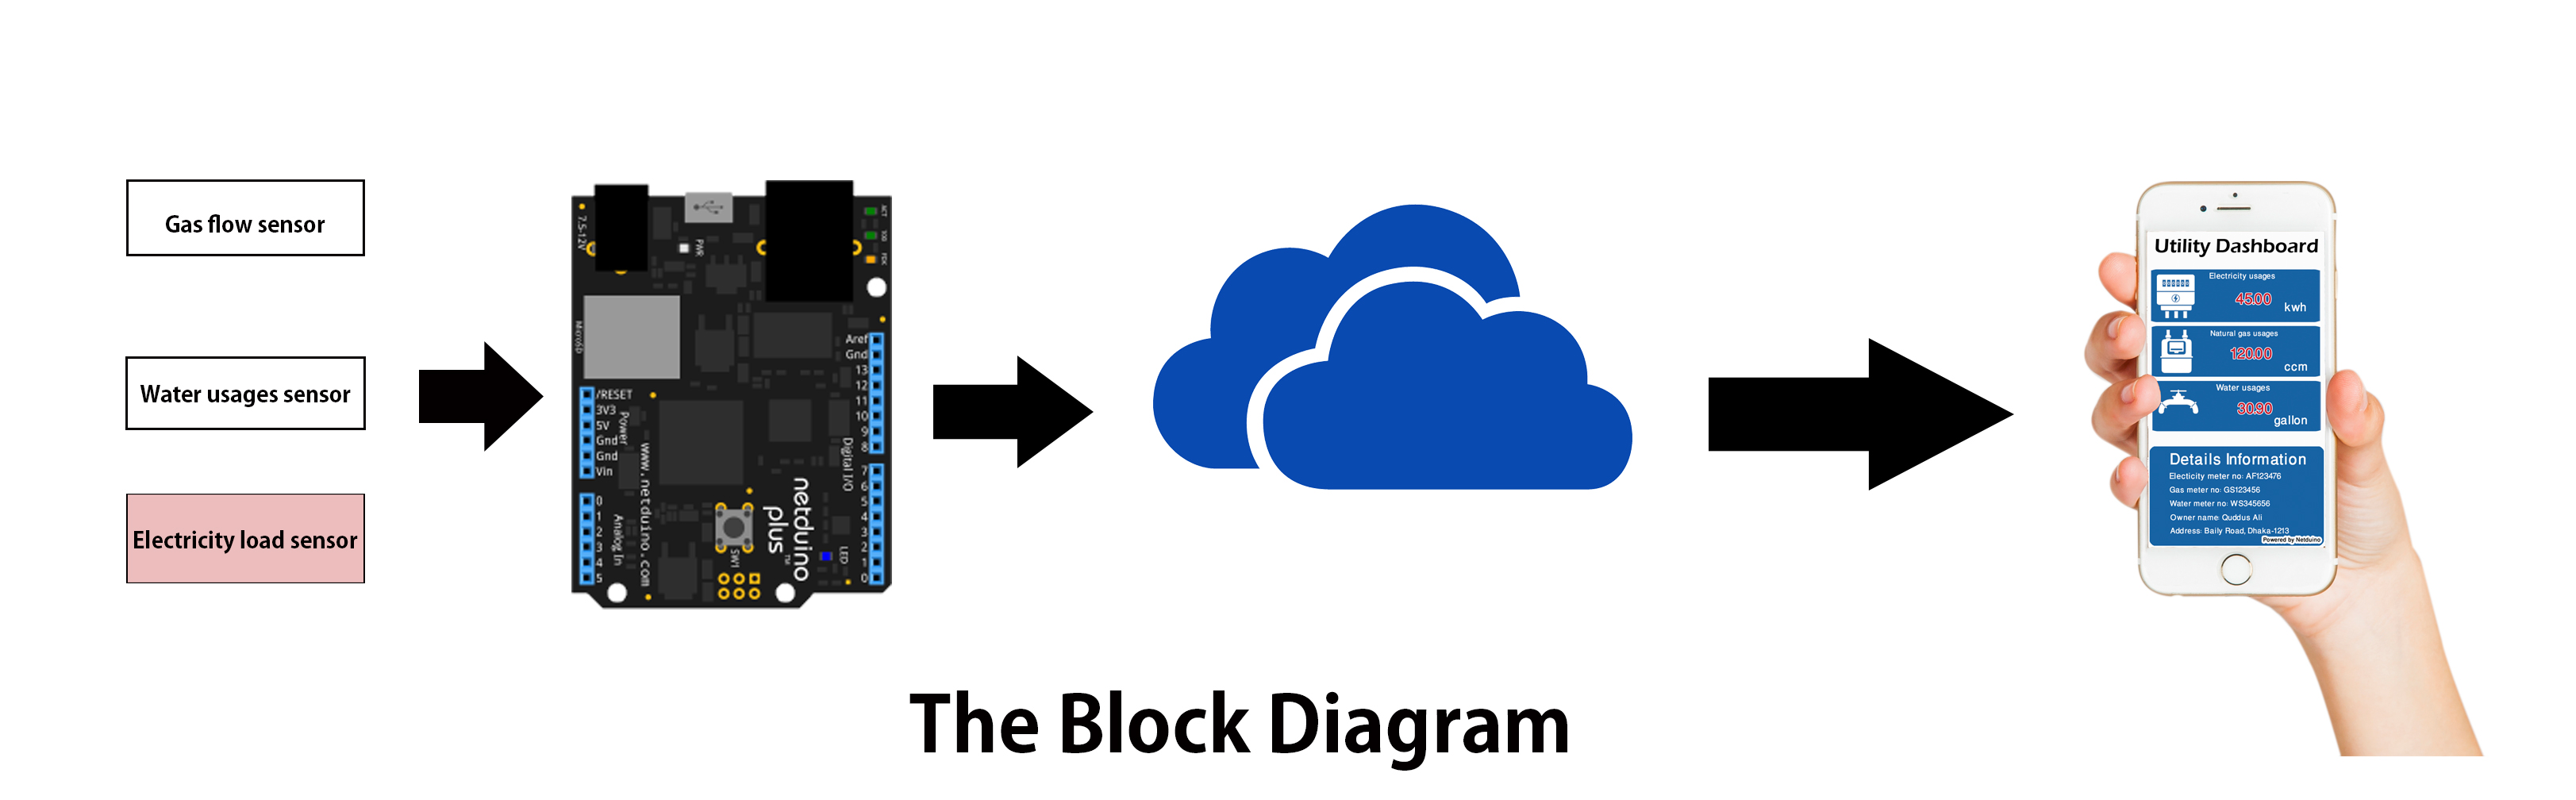 Gas flow sensor
Water usages sensor
Electricity load sensor
7.5-12V
PWR
ACT
MicroSD
/RESET
3V3
5V
Gnd
Gnd
Vin
Power
0
1
2
3
4
5
Analog In
www.netduino.com
SW1
netduino
plus™
LED
Aref
Gnd
13
12
11
10
9
8
7
6
5
4
3
2
1
0
Digital I/O
Utility Dashboard
Electricity usages
45.00
kwh
Natural gas usages
120.00
ccm
Water usages
30.90
gallon
Details Information
Electicity meter no: AF123476
Gas meter no: GS123456
Water meter no: WS345656
Owner name: Quddus Ali
Address: Baily Road, Dhaka-1213
Powered by Netduino
The Block Diagram